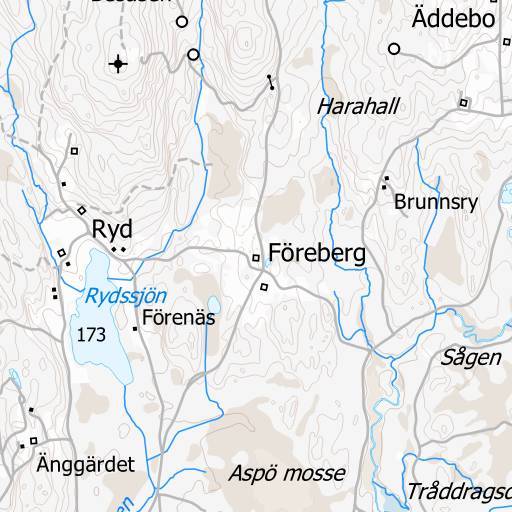 Äddebo
Harahall
Brunnsry
Ryd
Föreberg
Rydssjön
Förenäs
173
Sågen
Änggärdet
Aspö mosse